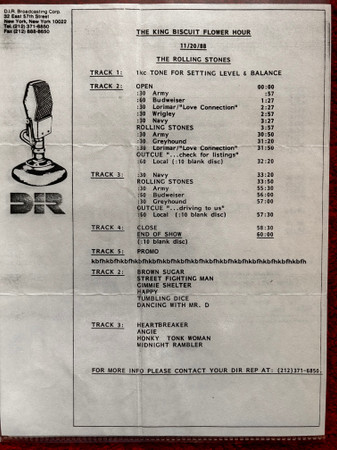 D.I.R. Broadcasting Corp.
32 East 57th Street
New York, New York 10022
Tel. (212) 371-6850
Fax (212) 888-8650
THE KING BISCUIT FLOWER HOUR
11/20/88
THE ROLLING STONES
TRACK 1: 1kc TONE FOR SETTING LEVEL & BALANCE
TRACK 2: OPEN 00:00
:30 Army :57
:60 Budweiser 1:27
:30 Lorimar/"Love Connection" 2:27
:30 Wrigley 2:57
:30 Navy 3:27
ROLLING STONES 3:57
:30 Army 30:50
:30 Greyhound 31:20
:30 Lorimar/"Love Connection" 31:50
OUTCUE "...check for listings"
:60 Local (:10 blank disc) 32:20
TRACK 3: :30 Navy 33:20
ROLLING STONES 33:50
:30 Army 55:30
:60 Budweiser 56:00
:30 Greyhound 57:00
OUTCUE "...driving to us"
:60 Local (:10 blank disc) 57:30
TRACK 4: CLOSE 58:30
END OF SHOW 60:00
(:10 blank disc)
TRACK 5: PROMO
kbfhkbfhkbfhkbfhkbfhkbfhkbfhkbfhkbfhkbfhkbfhkbfh
TRACK 2: BROWN SUGAR
STREET FIGHTING MAN
GIMMIE SHELTER
HAPPY
TUMBLING DICE
DANCING WITH MR. D
TRACK 3: HEARTBREAKER
ANGIE
HONKY TONK WOMAN
MIDNIGHT RAMBLER
DIR
FOR MORE INFO PLEASE CONTACT YOUR DIR REP AT: (212)371-6850.